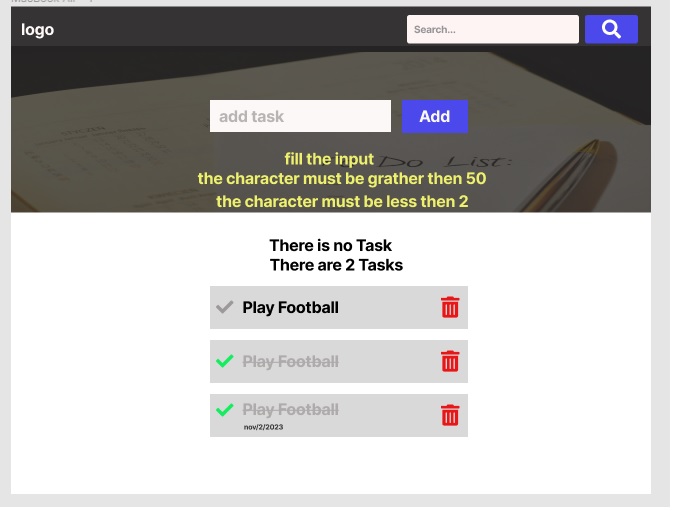 logo
Search...
add task
Add
fill the input
Do List:
the character must be grather then 50
the character must be less then 2
There is no Task
There are 2 Tasks
Play Football
Play Football
Play Football
nov/2/2023